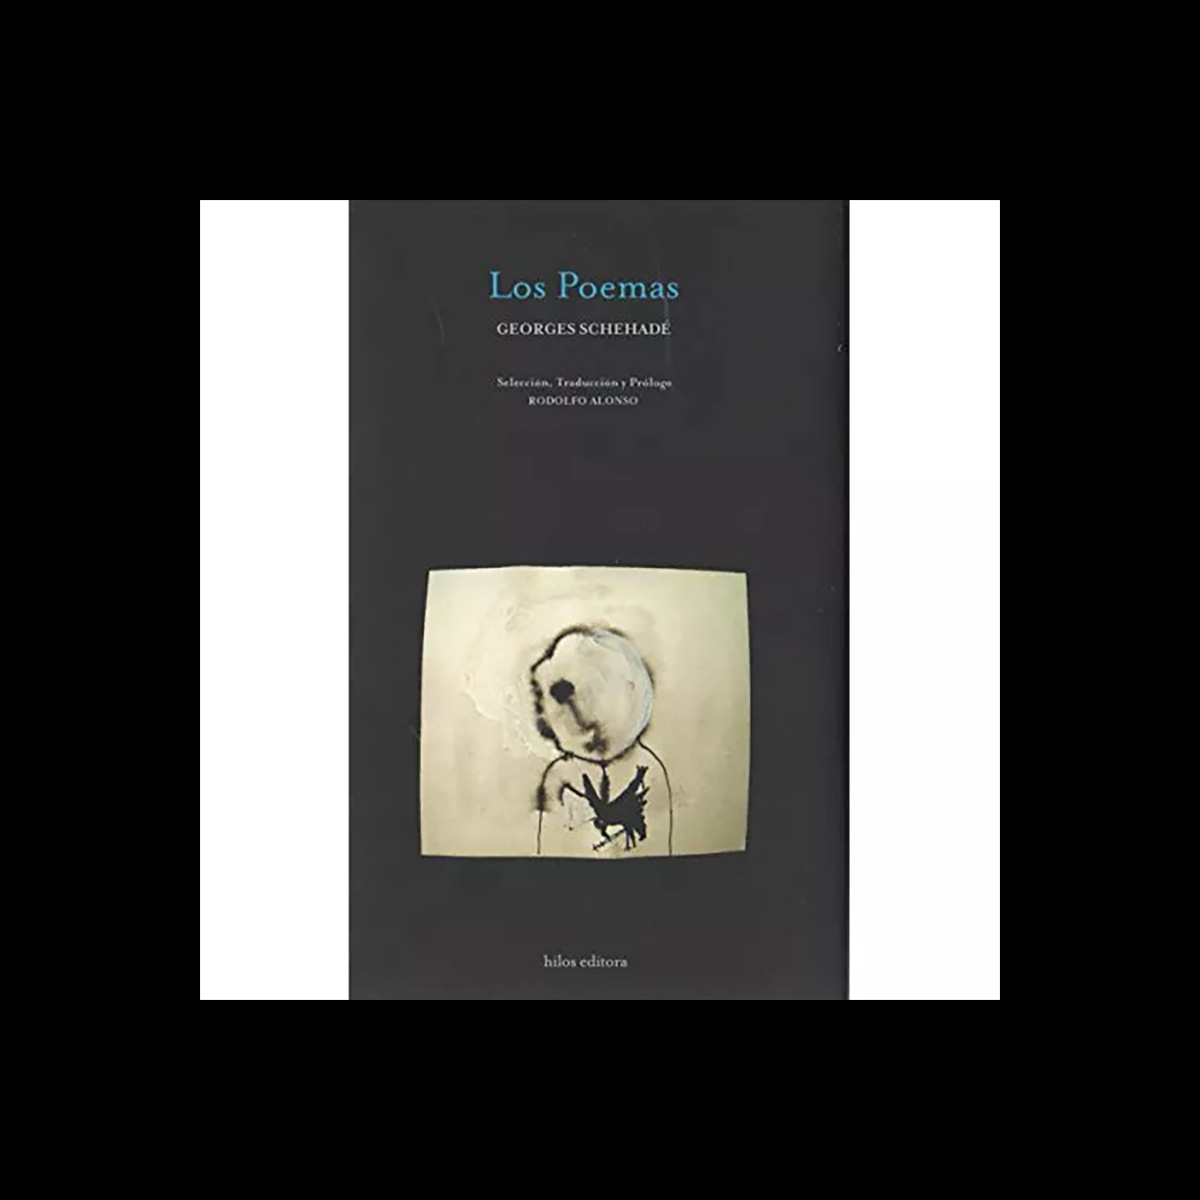 Los Poemas
GEORGES SCHEHADÉ
Selección, Traducción y Prólogo
RODOLFO ALONSO
hilos editora